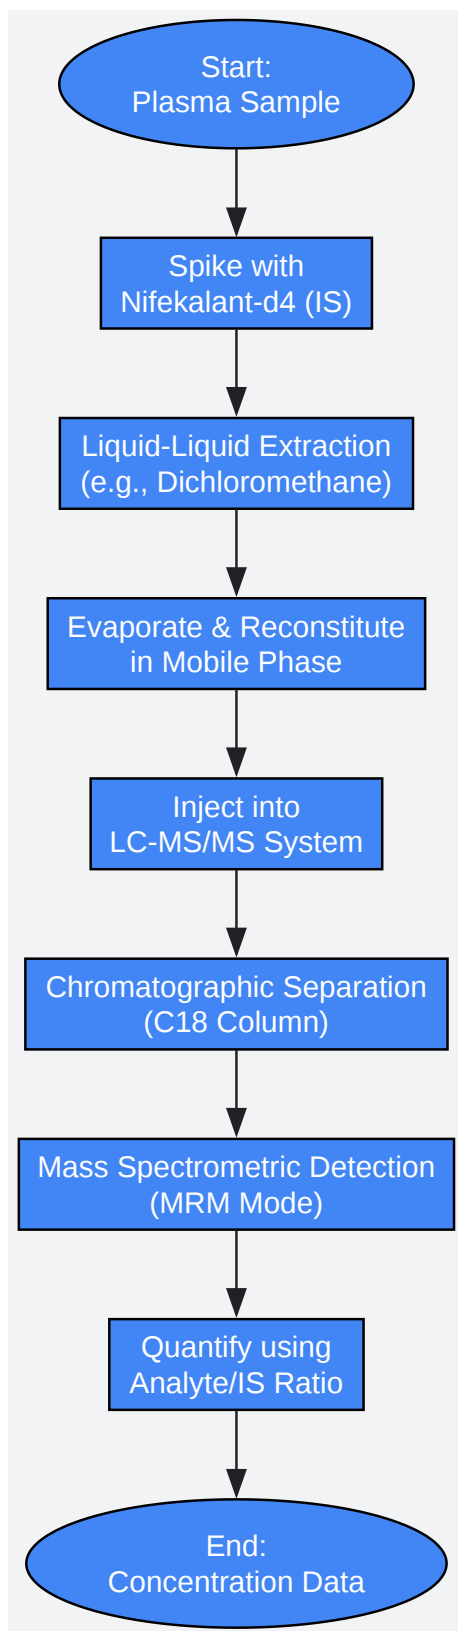 Start:
Plasma Sample
Spike with
Nifekalant-d4 (IS)
Liquid-Liquid Extraction
(e.g., Dichloromethane)
Evaporate & Reconstitute
in Mobile Phase
Inject into
LC-MS/MS System
Chromatographic Separation
(C18 Column)
Mass Spectrometric Detection
(MRM Mode)
Quantify using
Analyte/IS Ratio
End:
Concentration Data